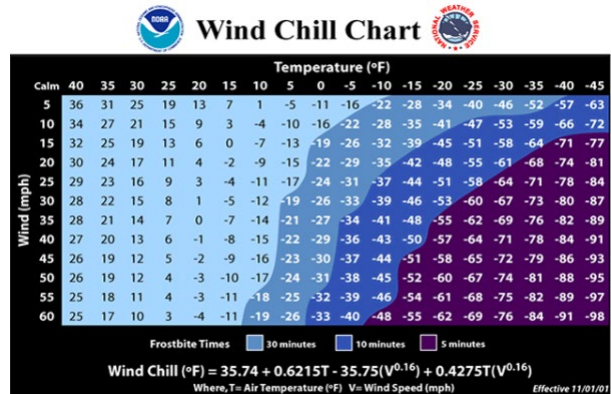 NOAA
Wind Chill Chart
NATIONAL WEATHER SERVICE
Temperature (ºF)
Calm 40 35 30 25 20 15 10 5 0 -5 -10 -15 -20 -25 -30 -35 -40 -45
5 36 31 25 19 13 7 1 -5 -11 -16 -22 -28 -34 -40 -46 -52 -57 -63
10 34 27 21 15 9 3 -4 -10 -16 -22 -28 -35 -41 -47 -53 -59 -66 -72
15 32 25 19 13 6 0 -7 -13 -19 -26 -32 -39 -45 -51 -58 -64 -71 -77
20 30 24 17 11 4 -2 -9 -15 -22 -29 -35 -42 -48 -55 -61 -68 -74 -81
25 29 23 16 9 3 -4 -11 -17 -24 -31 -37 -44 -51 -58 -64 -71 -78 -84
30 28 22 15 8 1 -5 -12 -19 -26 -33 -39 -46 -53 -60 -67 -73 -80 -87
35 28 21 14 7 0 -7 -14 -21 -27 -34 -41 -48 -55 -62 -69 -76 -82 -89
40 27 20 13 6 -1 -8 -15 -22 -29 -36 -43 -50 -57 -64 -71 -78 -84 -91
45 26 19 12 5 -2 -9 -16 -23 -30 -37 -44 -51 -58 -65 -72 -79 -86 -93
50 26 19 12 4 -3 -10 -17 -24 -31 -38 -45 -52 -60 -67 -74 -81 -88 -95
55 25 18 11 4 -3 -11 -18 -25 -32 -39 -46 -54 -61 -68 -75 -82 -89 -97
60 25 17 10 3 -4 -11 -19 -26 -33 -40 -48 -55 -62 -69 -76 -84 -91 -98
Wind (mph)
Frostbite Times 30 minutes 10 minutes 5 minutes
Wind Chill (ºF) = 35.74 + 0.6215T - 35.75(V0.16) + 0.4275T(V0.16)
Where, T= Air Temperature (ºF) V= Wind Speed (mph) Effective 11/01/01